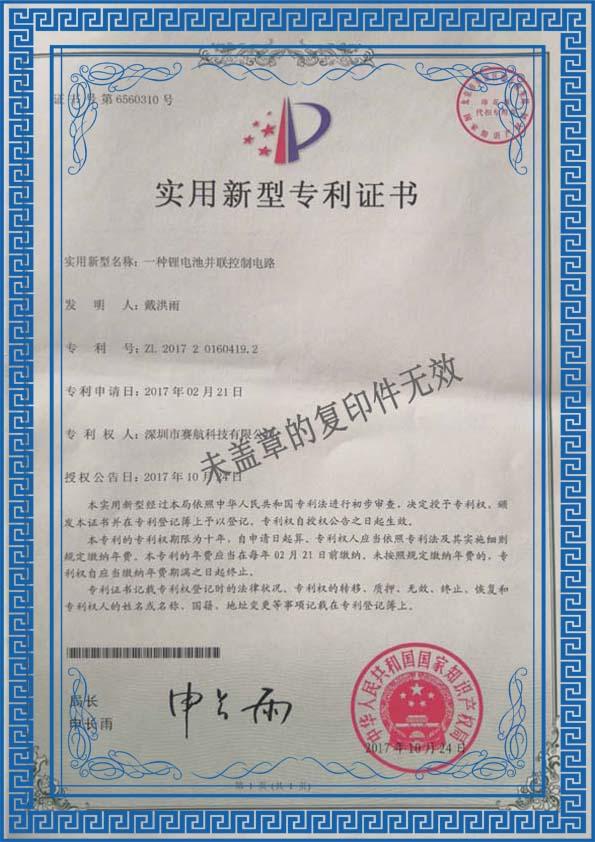 证书号第6560310号
实用新型专利证书
实用新型名称：一种锂电池并联控制电路
发 明 人：戴洪雨
专 利 号：ZL 2017 2 0160419.2
专利申请日：2017年02月21日
专 利 权 人：深圳市赛航科技有限公
授权公告日：2017年10月24日
未盖章的复印件无效
本实用新型经过本局依照中华人民共和国专利法进行初步审查，决定授予专利权，颁
发本证书并在专利登记簿上予以登记。专利权自授权公告之日起生效。
本专利的专利权期限为十年，自申请日起算。专利权人应当依照专利法及其实施细则
规定缴纳年费。本专利的年费应当在每年02月21日前缴纳。未按照规定缴纳年费的，专
利权自应当缴纳年费期满之日起终止。
专利证书记载专利权登记时的法律状况。专利权的转移、质押、无效、终止、恢复和
专利权人的姓名或名称、国籍、地址变更等事项记载在专利登记簿上。
局长
申长雨
申长雨
中华人民共和国国家知识产权局
2017年10月24日
第1页（共1页）